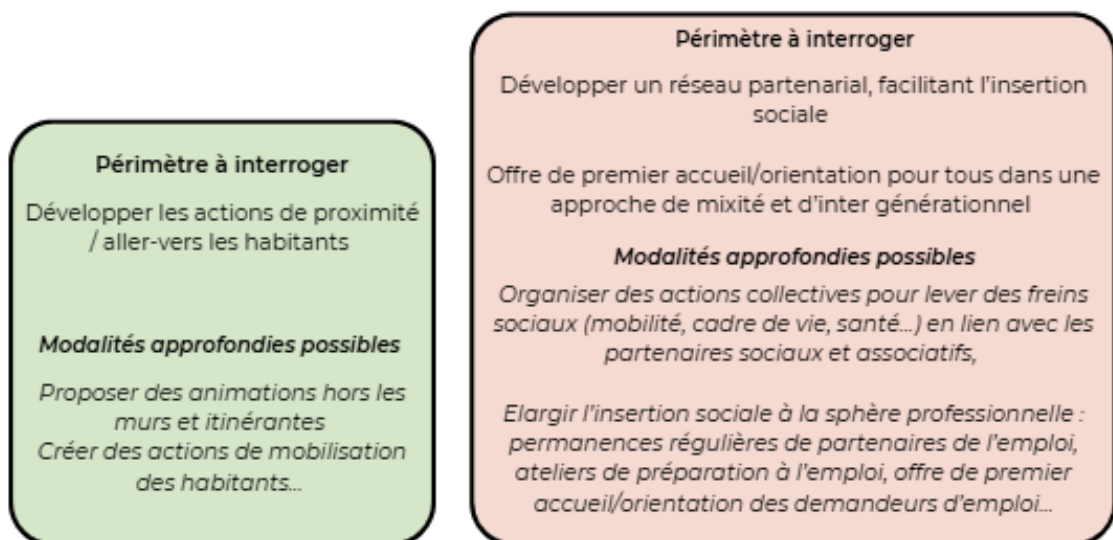 Périmètre à interroger
Développer les actions de proximité
/ aller-vers les habitants
Modalités approfondies possibles
Proposer des animations hors les
murs et itinérantes
Créer des actions de mobilisation
des habitants...
Périmètre à interroger
Développer un réseau partenarial, facilitant l'insertion
sociale
Offre de premier accueil/orientation pour tous dans une
approche de mixité et d'inter générationnel
Modalités approfondies possibles
Organiser des actions collectives pour lever des freins
sociaux (mobilité, cadre de vie, santé...) en lien avec les
partenaires sociaux et associatifs,
Elargir l'insertion sociale à la sphère professionnelle :
permanences régulières de partenaires de l'emploi,
ateliers de préparation à l'emploi, offre de premier
accueil/orientation des demandeurs d'emploi...